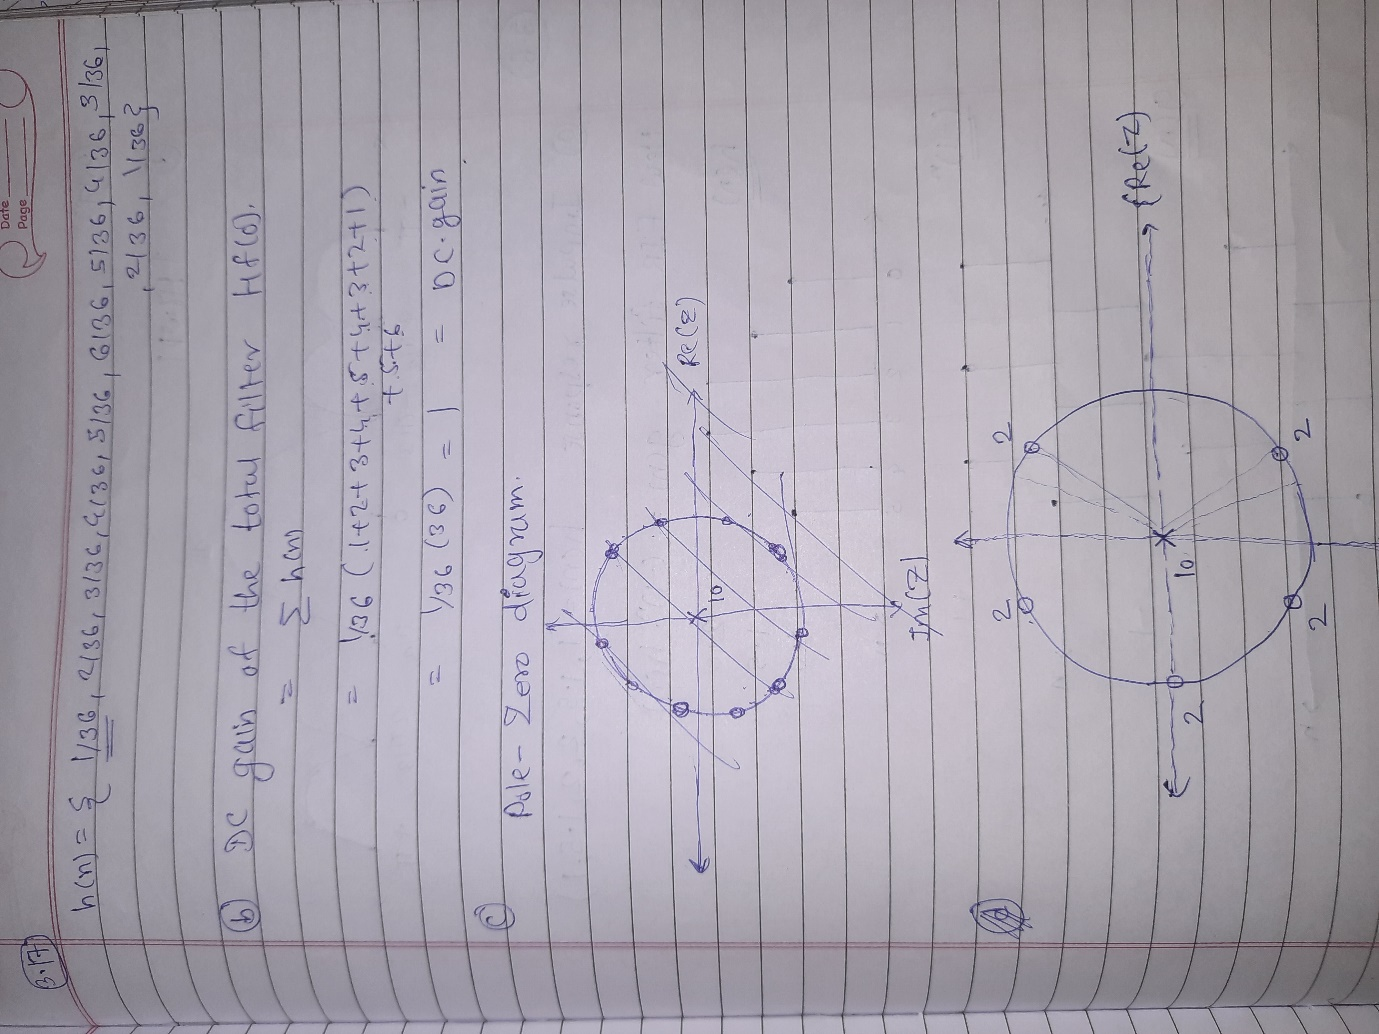 Date
Page
3.17
h(n) = { 1/36, 2/36, 3/36, 4/36, 5/36, 6/36, 5/36, 4/36, 3/36,
, 2/36, 1/36}
(b) DC gain of the total filter Hf(0).
= Σ h(n)
= 1/36 (1+2+3+4+5+4+3+2+1)
+5+6
= 1/36 (36) = 1 = DC.gain
(c) Pole-Zero diagram.
Re(z)
10
Im(z)
2
2
{Re(z)
10
2
2
2